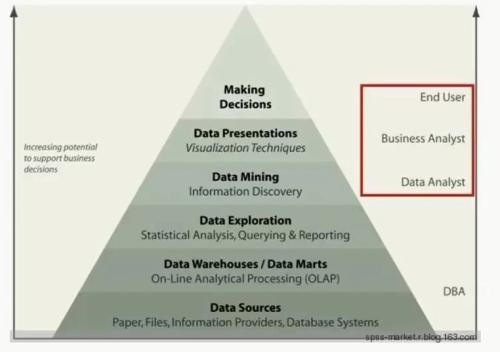 Making
Decisions
End User
Data Presentations
Visualization Techniques
Business Analyst
Increasing potential
to support business
decisions
Data Mining
Information Discovery
Data Analyst
Data Exploration
Statistical Analysis, Querying & Reporting
Data Warehouses / Data Marts
On-Line Analytical Processing (OLAP)
DBA
Data Sources
Paper, Files, Information Providers, Database Systems
spss-market.r.blog.163.com